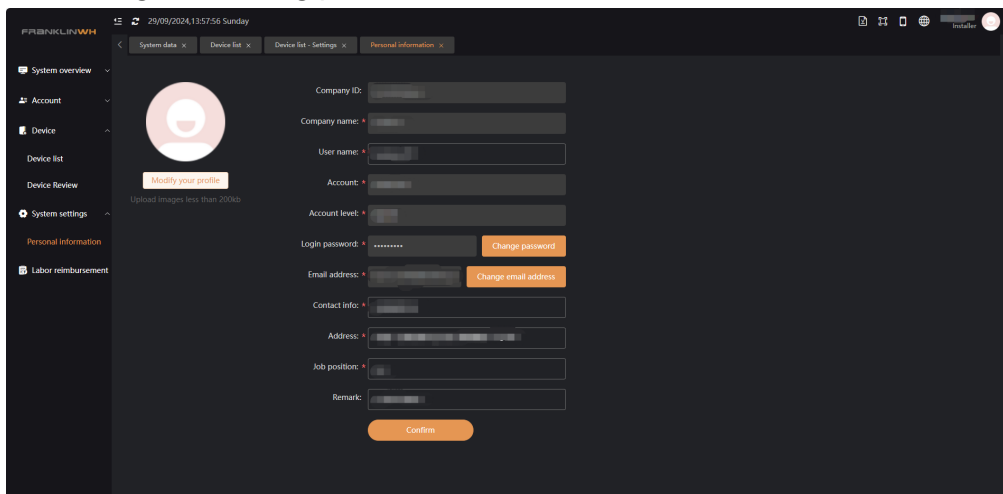 FRANKLINWH
29/09/2024,13:57:56 Sunday
Installer
System data ×
Device list ×
Device list - Settings ×
Personal information ×
System overview
Account
Device
Device list
Device Review
System settings
Personal information
Labor reimbursement
Modify your profile
Upload images less than 200kb
Company ID:
Company name: *
User name: *
Account: *
Account level: *
Login password: * ·········
Change password
Email address: *
Change email address
Contact info: *
Address: *
Job position: *
Remark:
Confirm